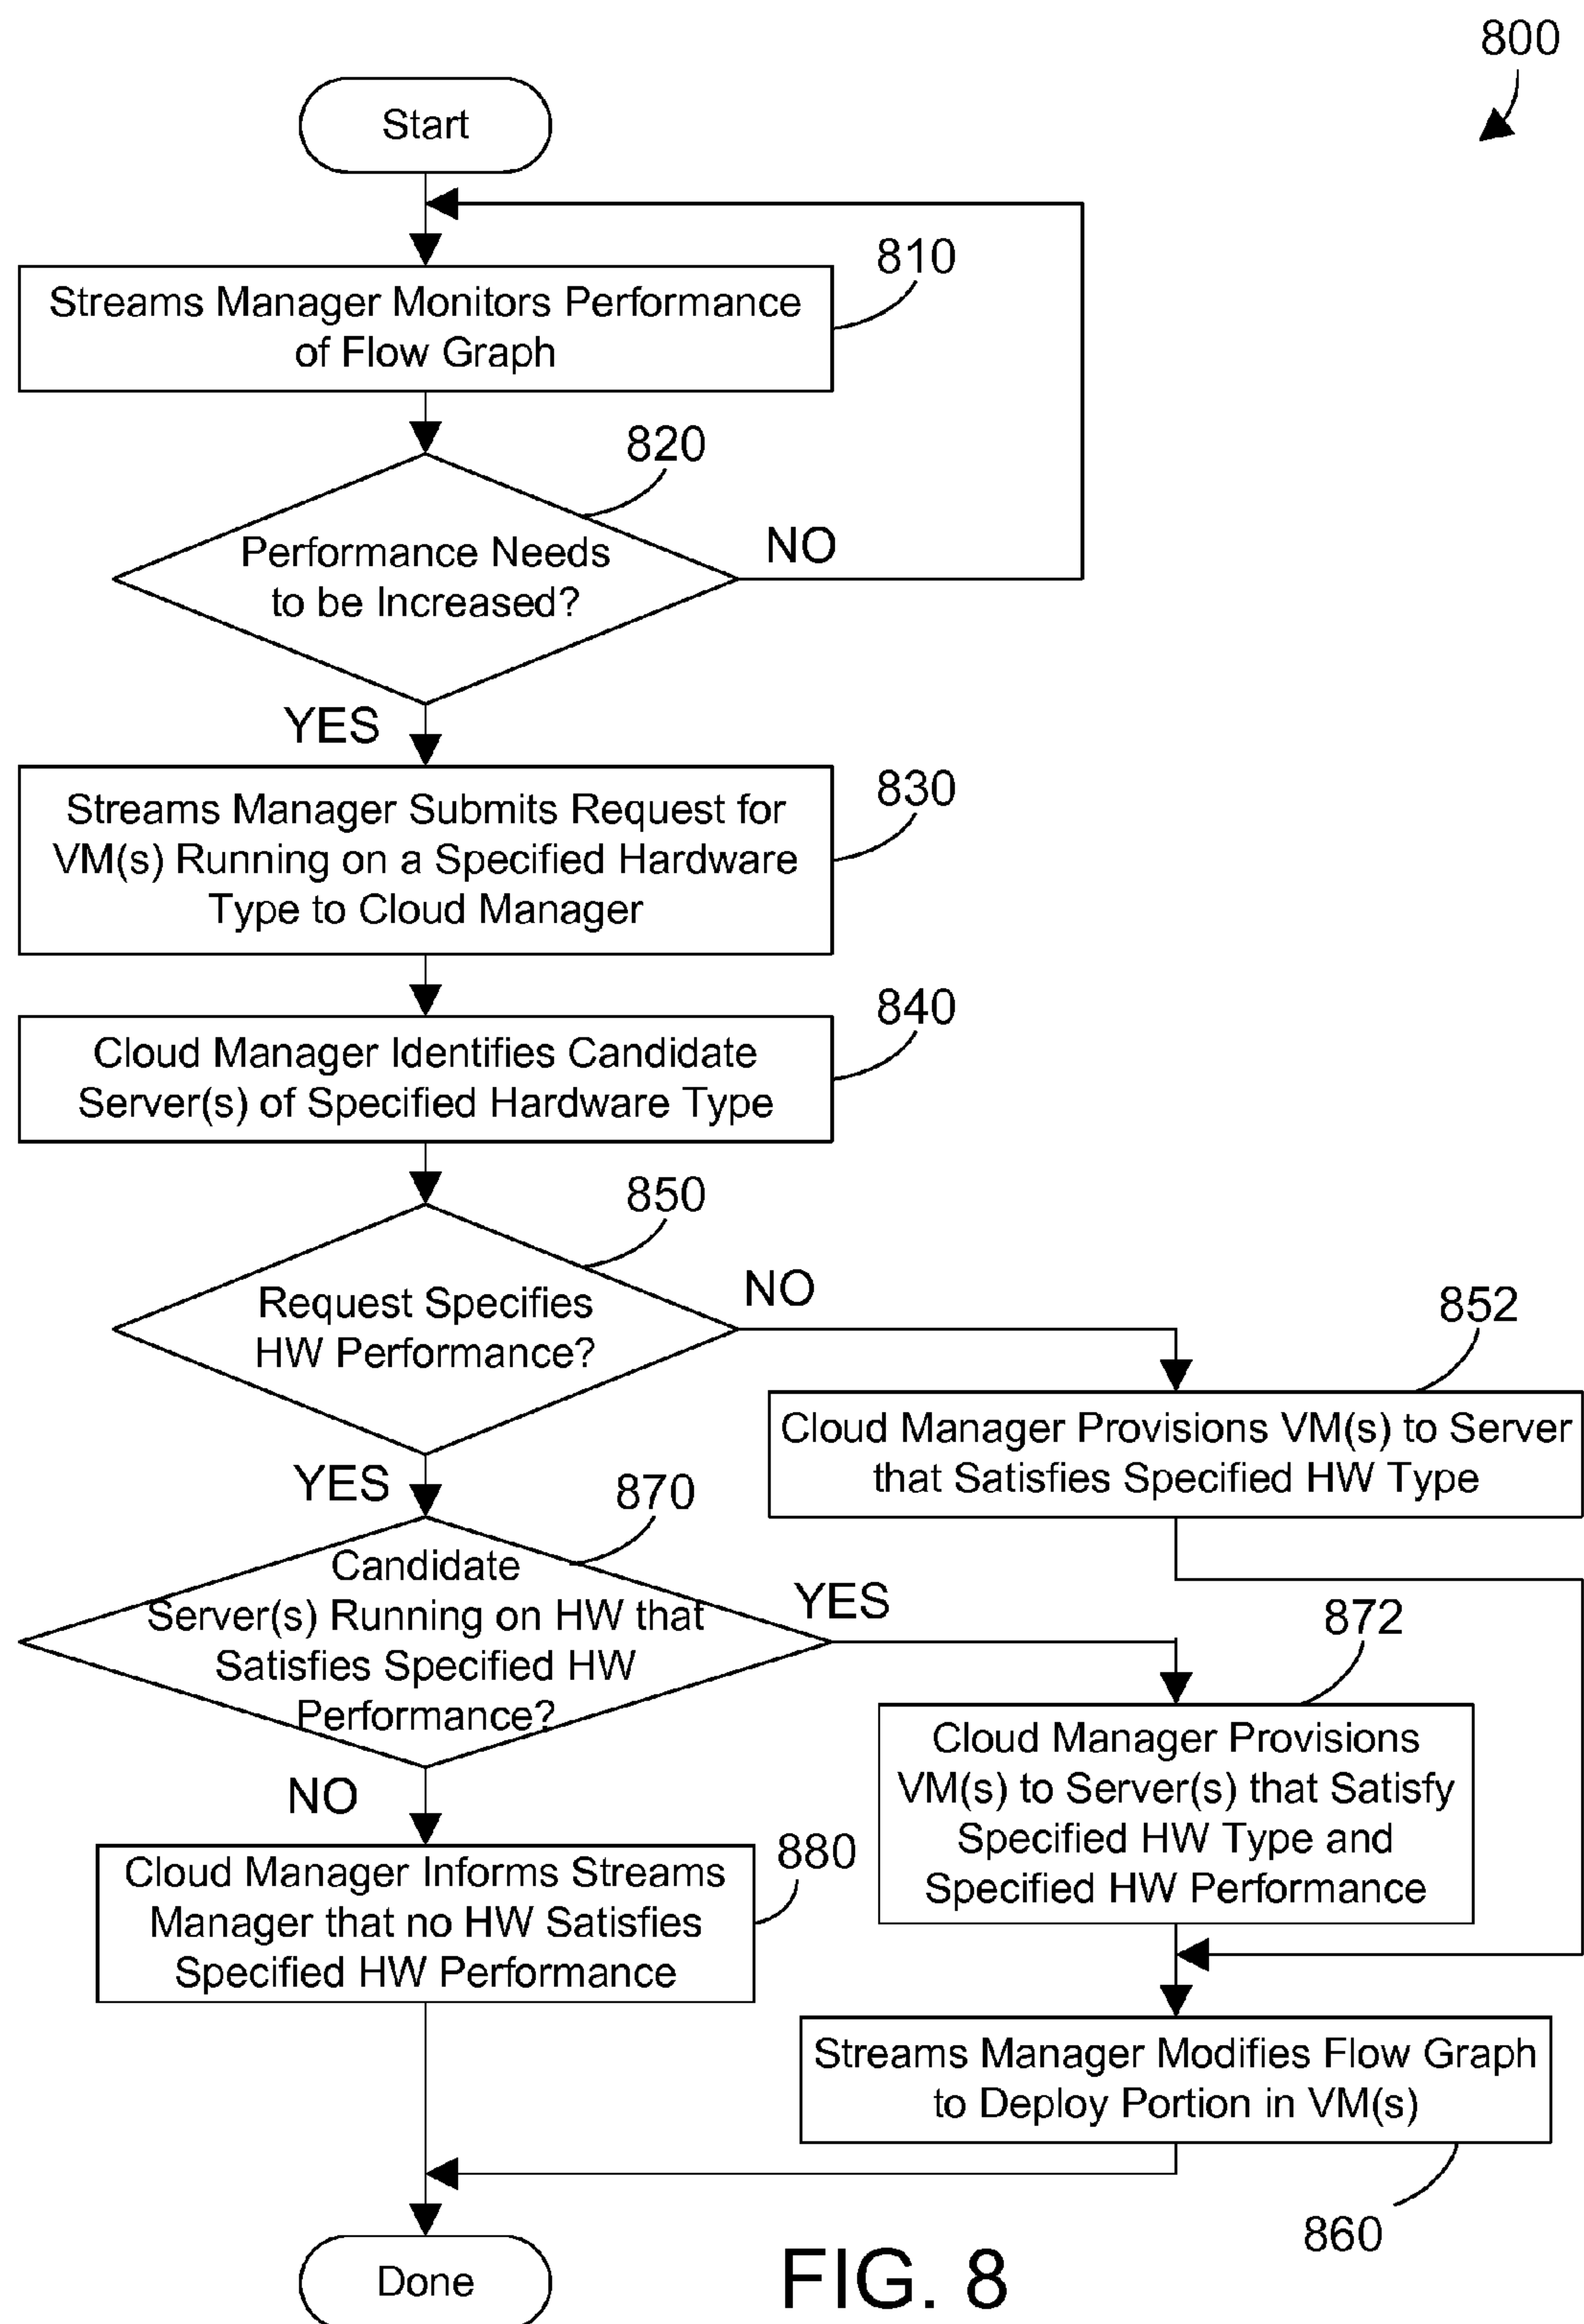 800
Start
810
Streams Manager Monitors Performance
of Flow Graph
820
Performance Needs
to be Increased?
NO
YES
830
Streams Manager Submits Request for
VM(s) Running on a Specified Hardware
Type to Cloud Manager
840
Cloud Manager Identifies Candidate
Server(s) of Specified Hardware Type
850
Request Specifies
HW Performance?
NO
852
Cloud Manager Provisions VM(s) to Server
that Satisfies Specified HW Type
YES
870
Candidate
Server(s) Running on HW that
Satisfies Specified HW
Performance?
YES
872
Cloud Manager Provisions
VM(s) to Server(s) that Satisfy
Specified HW Type and
Specified HW Performance
NO
880
Cloud Manager Informs Streams
Manager that no HW Satisfies
Specified HW Performance
Streams Manager Modifies Flow Graph
to Deploy Portion in VM(s)
860
Done
FIG. 8